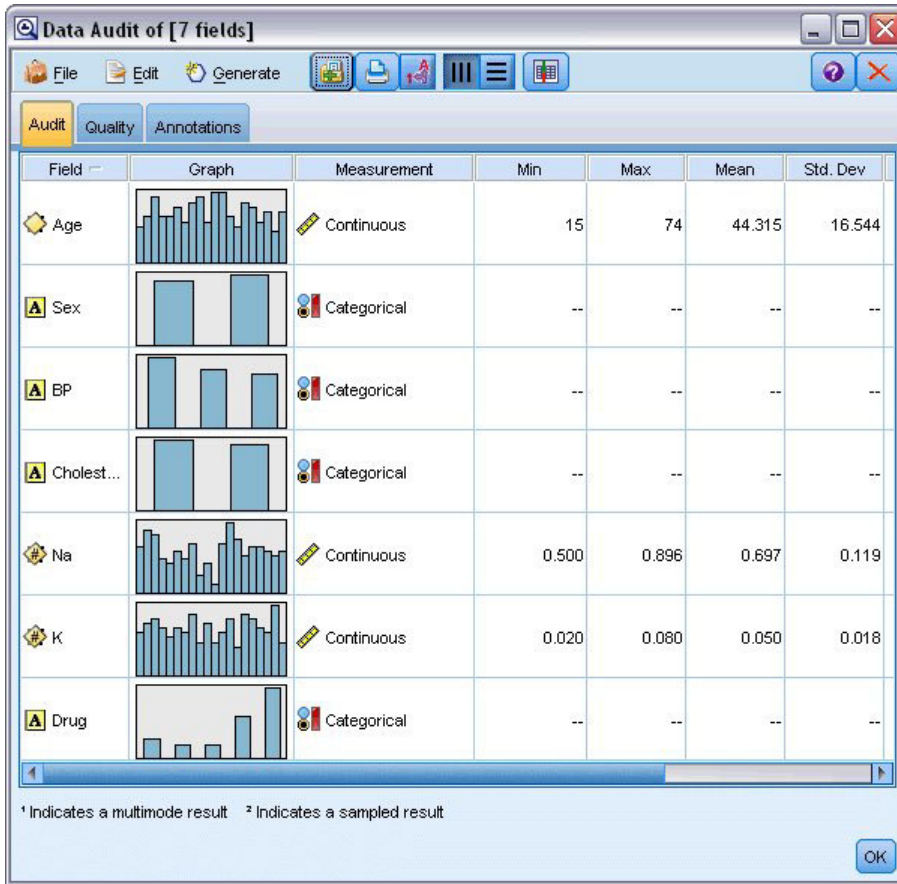 Data Audit of [7 fields]
File Edit Generate
Audit Quality Annotations
Field Graph Measurement Min Max Mean Std. Dev
Age Continuous 15 74 44.315 16.544
A Sex Categorical -- -- -- --
A BP Categorical -- -- -- --
A Cholest... Categorical -- -- -- --
# Na Continuous 0.500 0.896 0.697 0.119
# K Continuous 0.020 0.080 0.050 0.018
A Drug Categorical -- -- -- --
¹ Indicates a multimode result ² Indicates a sampled result
OK